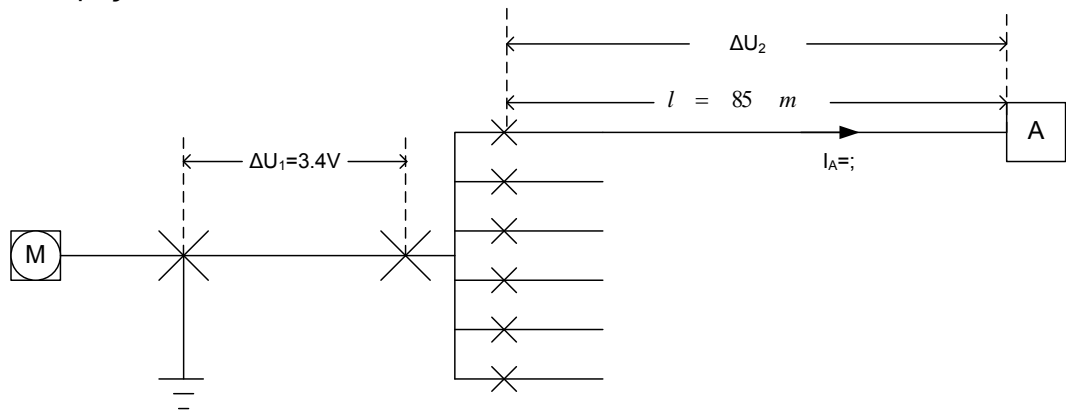 ΔU₂
l = 85 m
A
ΔU₁=3.4V
I_A=;
M